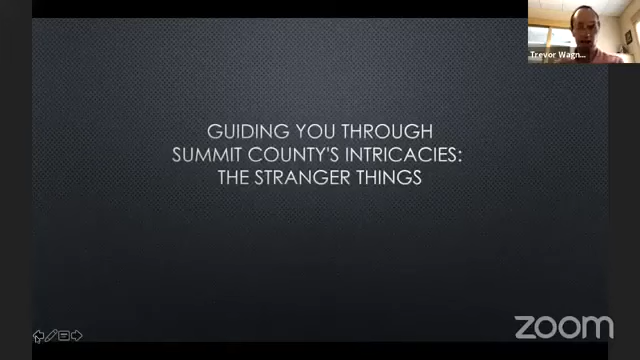 Trevor Wagn...
GUIDING YOU THROUGH
SUMMIT COUNTY'S INTRICACIES:
THE STRANGER THINGS
zoom